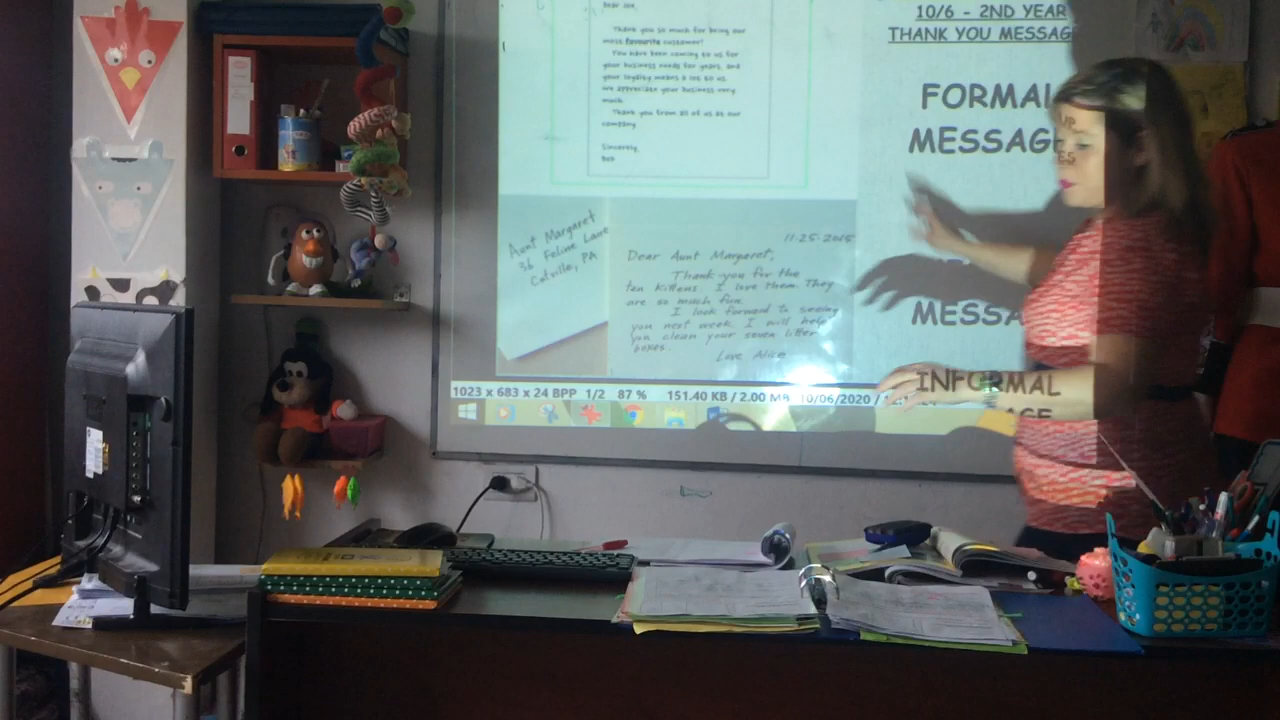 Dear Joe,
Thank you so much for being our
most favourite customer!
You have been coming to us for
your business needs for years, and
your loyalty means a lot to us.
We appreciate your business very
much.
Thank you from all of us at our
company.
Sincerely,
Bob
10/6 - 2ND YEAR
THANK YOU MESSAG
FORMAL
MESSAG
Aunt Margaret
36 Feline Lane
Catville, PA
11-25-2015
Dear Aunt Margaret,
Thank-you for the
ten kittens. I love them. They
are so much fun.
I look forward to seeing
you next week. I will help
you clean your seven litter
boxes.
Love Alice
MESSA
INFORMAL
AGE
1023 x 683 x 24 BPP 1/2 87 % 151.40 KB / 2.00 MB 10/06/2020 /